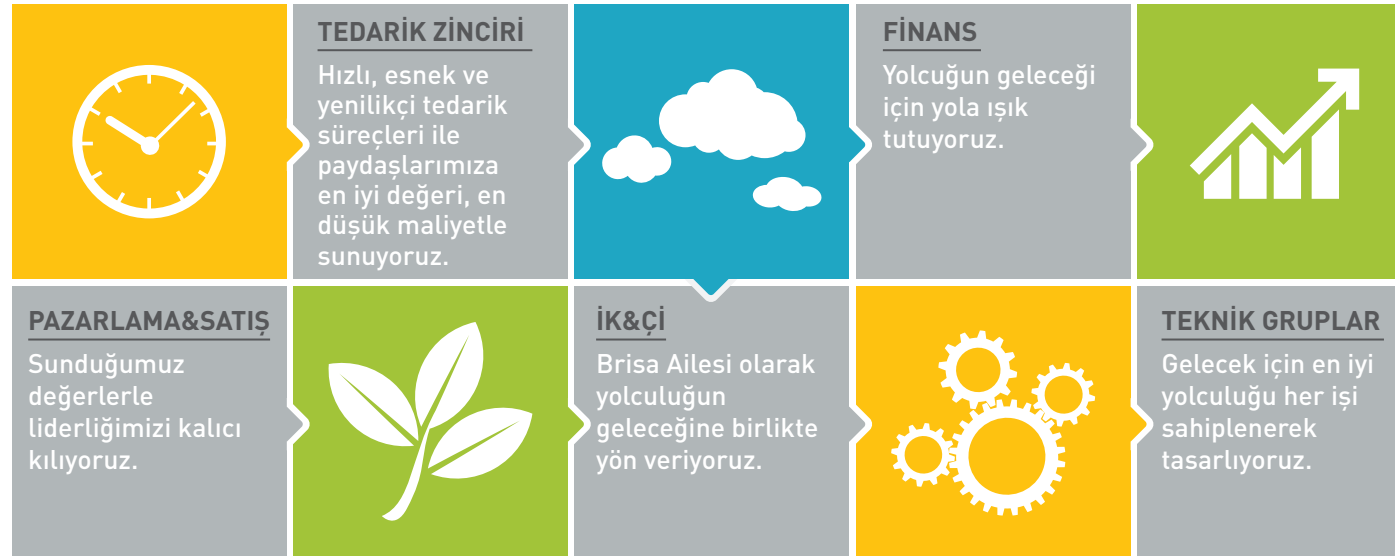 TEDARİK ZİNCİRİ
Hızlı, esnek ve
yenilikçi tedarik
süreçleri ile
paydaşlarımıza
en iyi değeri, en
düşük maliyetle
sunuyoruz.
FİNANS
Yolcuğun geleceği
için yola ışık
tutuyoruz.
PAZARLAMA&SATIŞ
Sunduğumuz
değerlerle
liderliğimizi kalıcı
kılıyoruz.
İK&Çİ
Brisa Ailesi olarak
yolculuğun
geleceğine birlikte
yön veriyoruz.
TEKNİK GRUPLAR
Gelecek için en iyi
yolculuğu her işi
sahiplenerek
tasarlıyoruz.